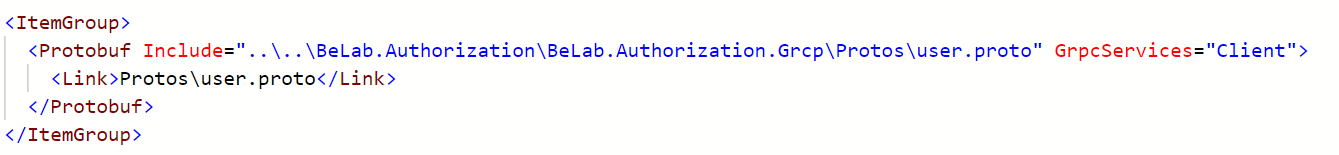 <ItemGroup>
<Protobuf Include="..\..\BeLab.Authorization\BeLab.Authorization.Grcp\Protos\user.proto" GrpcServices="Client">
<Link>Protos\user.proto</Link>
</Protobuf>
</ItemGroup>